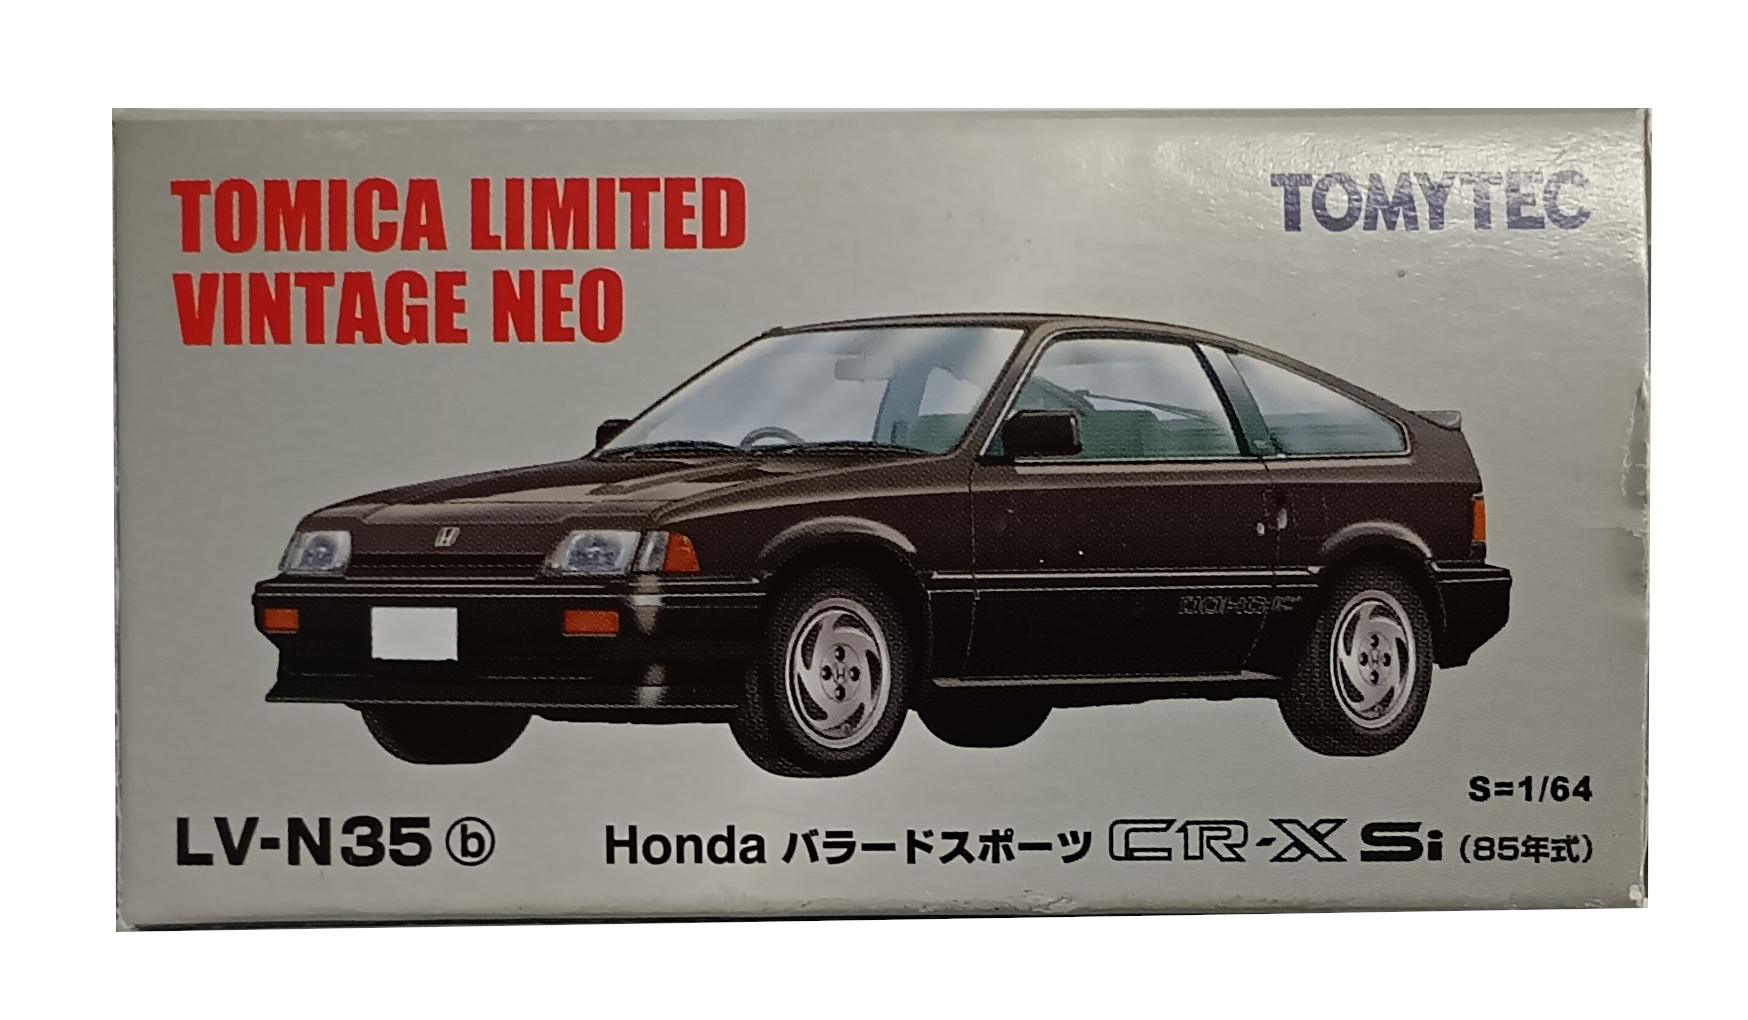 TOMICA LIMITED
VINTAGE NEO
TOMYTEC
S=1/64
LV-N35 ⓑ
Honda バラードスポーツ CR-X Si (85年式)